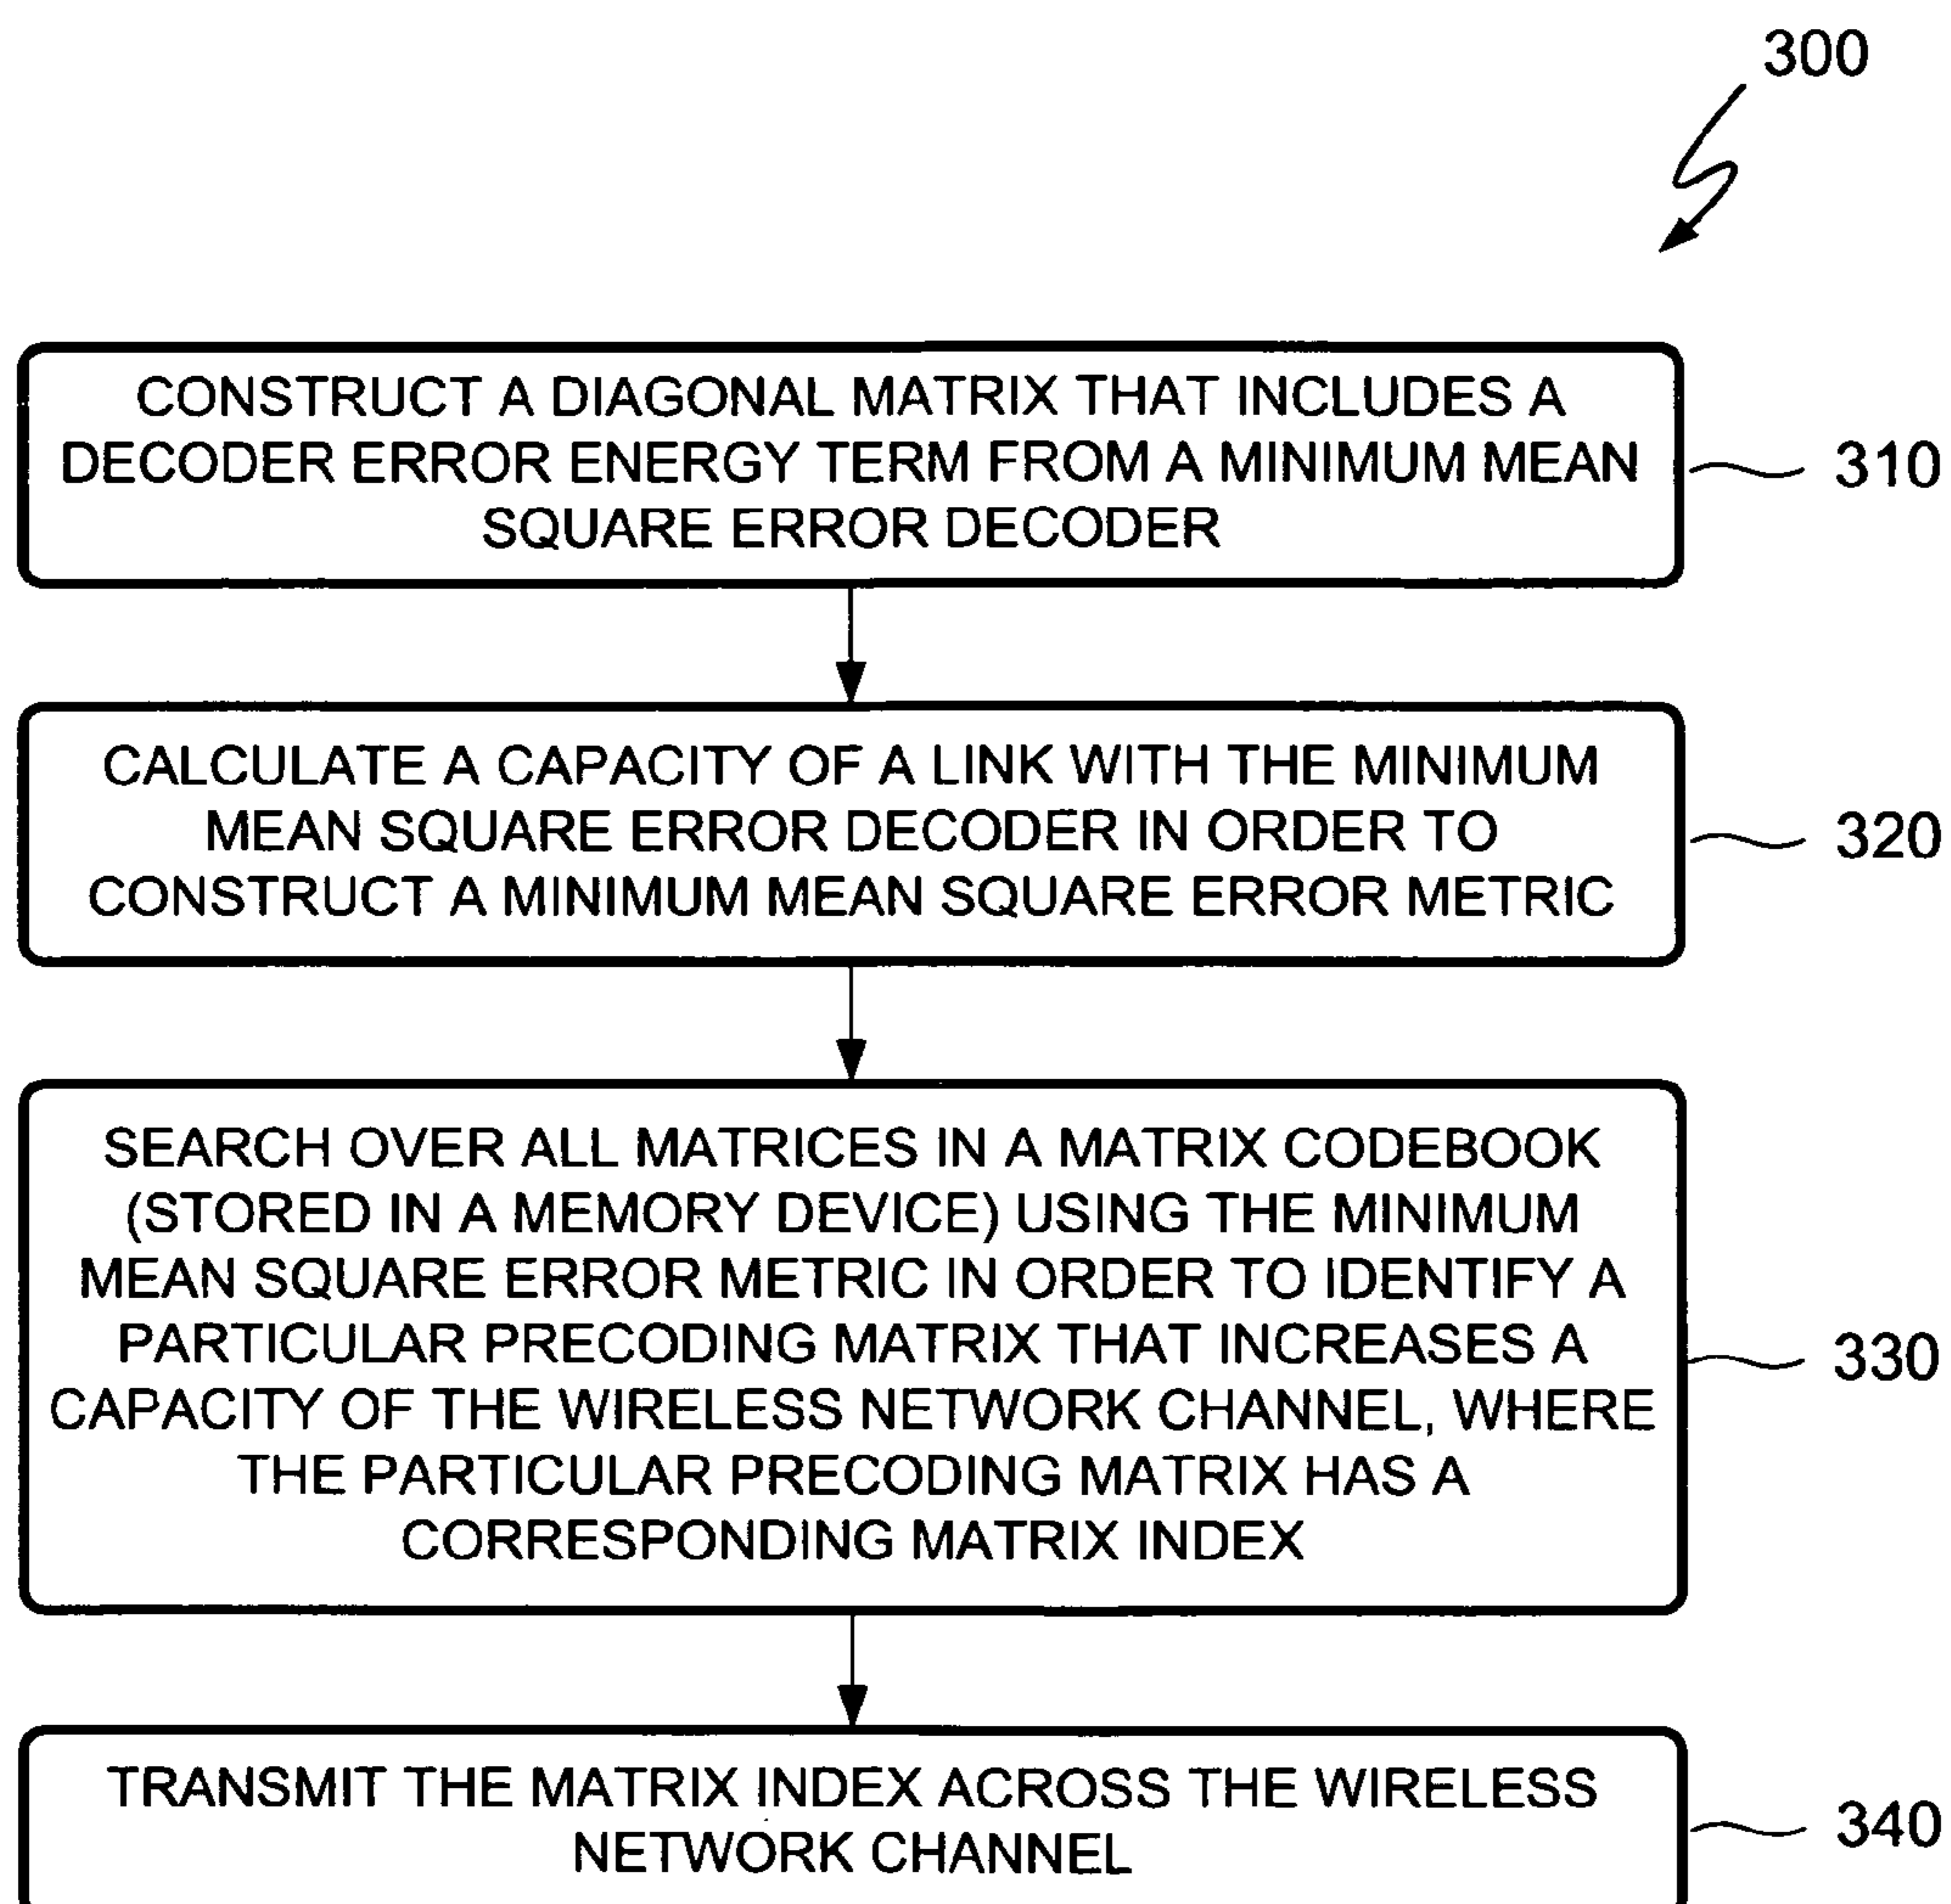 300
CONSTRUCT A DIAGONAL MATRIX THAT INCLUDES A
DECODER ERROR ENERGY TERM FROM A MINIMUM MEAN
SQUARE ERROR DECODER
310
CALCULATE A CAPACITY OF A LINK WITH THE MINIMUM
MEAN SQUARE ERROR DECODER IN ORDER TO
CONSTRUCT A MINIMUM MEAN SQUARE ERROR METRIC
320
SEARCH OVER ALL MATRICES IN A MATRIX CODEBOOK
(STORED IN A MEMORY DEVICE) USING THE MINIMUM
MEAN SQUARE ERROR METRIC IN ORDER TO IDENTIFY A
PARTICULAR PRECODING MATRIX THAT INCREASES A
CAPACITY OF THE WIRELESS NETWORK CHANNEL, WHERE
THE PARTICULAR PRECODING MATRIX HAS A
CORRESPONDING MATRIX INDEX
330
TRANSMIT THE MATRIX INDEX ACROSS THE WIRELESS
NETWORK CHANNEL
340